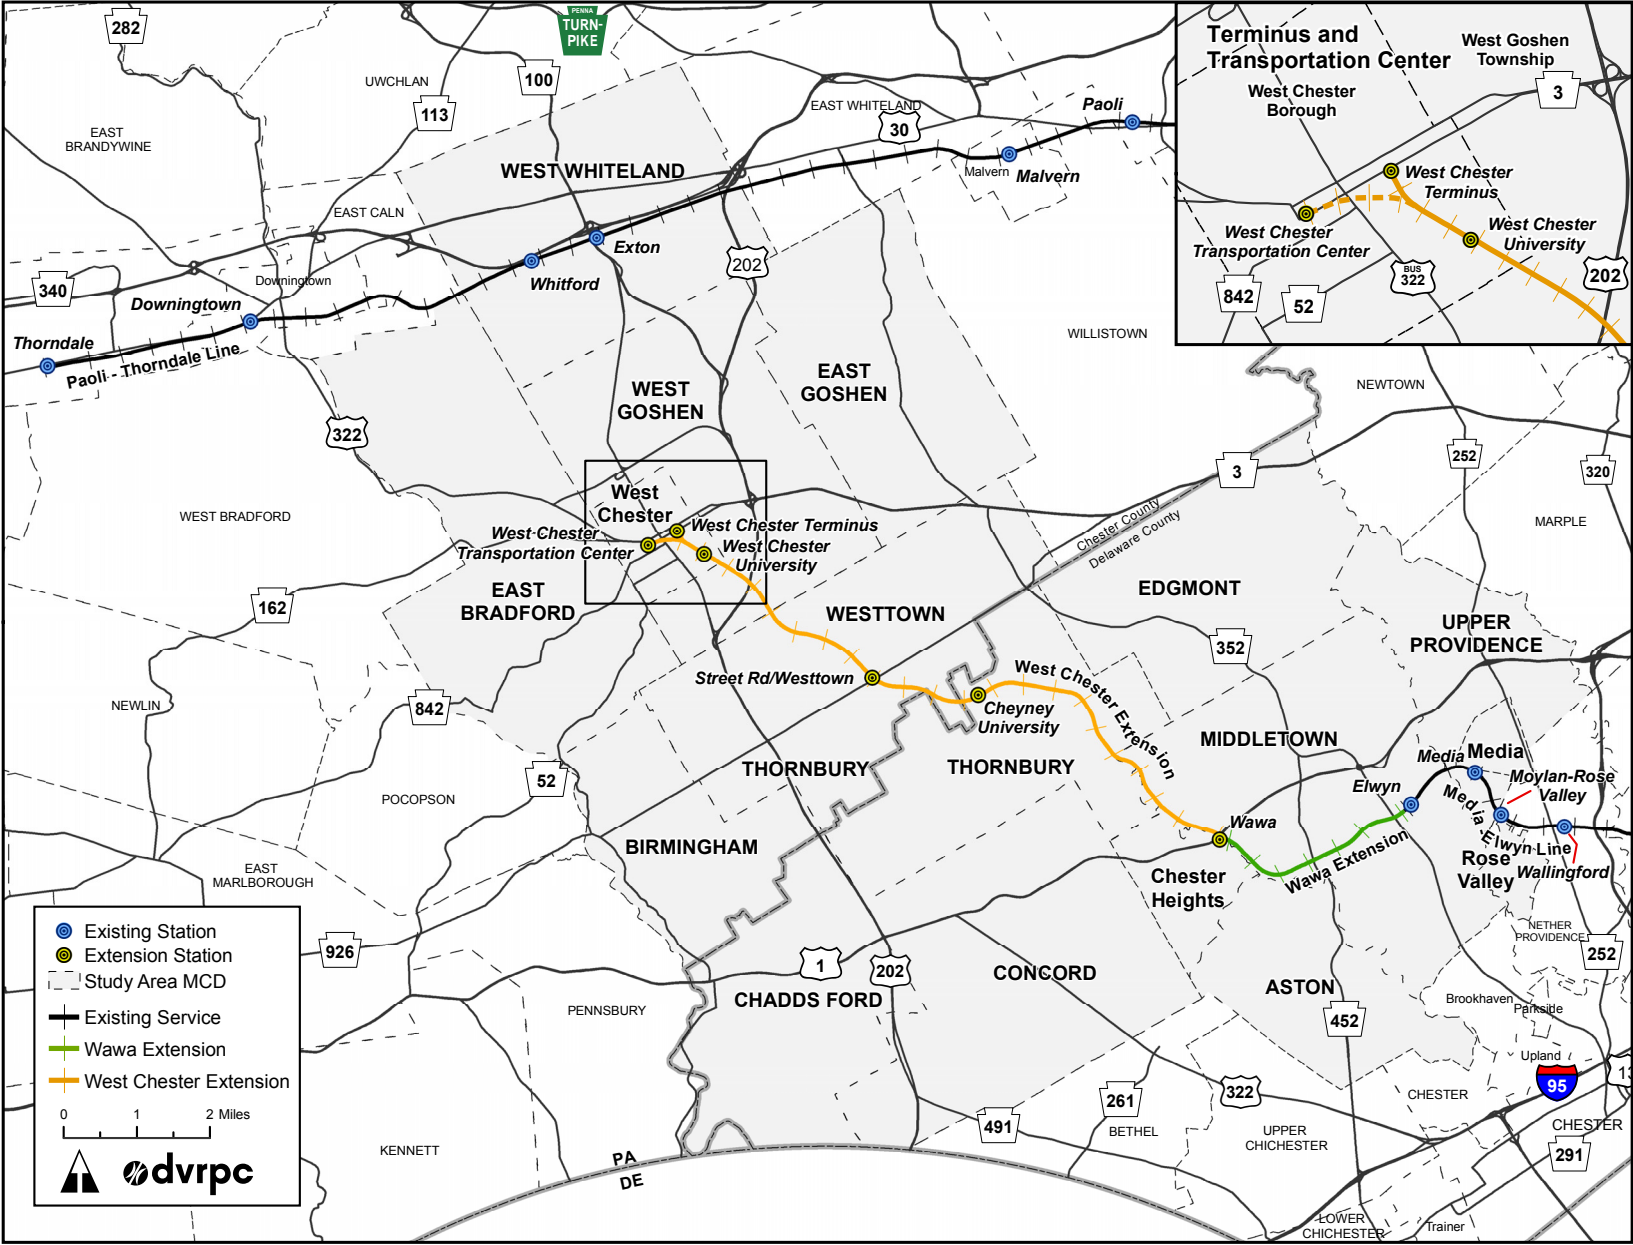 282
PENNA
TURN-
PIKE
UWCHLAN
100
113
EAST
BRANDYWINE
EAST WHITELAND
30
Paoli
Malvern
Malvern
WEST WHITELAND
EAST CALN
Exton
Whitford
202
340
Downingtown
Downingtown
Thorndale
Paoli - Thorndale Line
WILLISTOWN
Terminus and
Transportation Center
West Goshen
Township
West Chester
Borough
3
West Chester
Terminus
West Chester
University
West Chester
Transportation Center
842
52
BUS
322
202
NEWTOWN
EAST
GOSHEN
WEST
GOSHEN
322
252
320
3
MARPLE
WEST BRADFORD
West
Chester
West Chester Terminus
West Chester
Transportation Center
West Chester
University
Chester County
Delaware County
EAST
BRADFORD
162
WESTTOWN
EDGMONT
UPPER
PROVIDENCE
352
Street Rd/Westtown
West Chester Extension
Cheyney
University
NEWLIN
842
MIDDLETOWN
THORNBURY
THORNBURY
Media
Media
Elwyn
Moylan-Rose
Valley
Media-Elwyn Line
52
POCOPSON
Wawa
BIRMINGHAM
Wawa Extension
Rose
Valley
Wallingford
Chester
Heights
EAST
MARLBOROUGH
NETHER
PROVIDENCE
252
926
1
202
CONCORD
CHADDS FORD
ASTON
Brookhaven
Parkside
PENNSBURY
452
Upland
95
13
CHESTER
CHESTER
261
322
491
BETHEL
UPPER
CHICHESTER
291
KENNETT
PA
DE
LOWER
CHICHESTER
Trainer
Existing Station
Extension Station
Study Area MCD
Existing Service
Wawa Extension
West Chester Extension
0 1 2 Miles
dvrpc